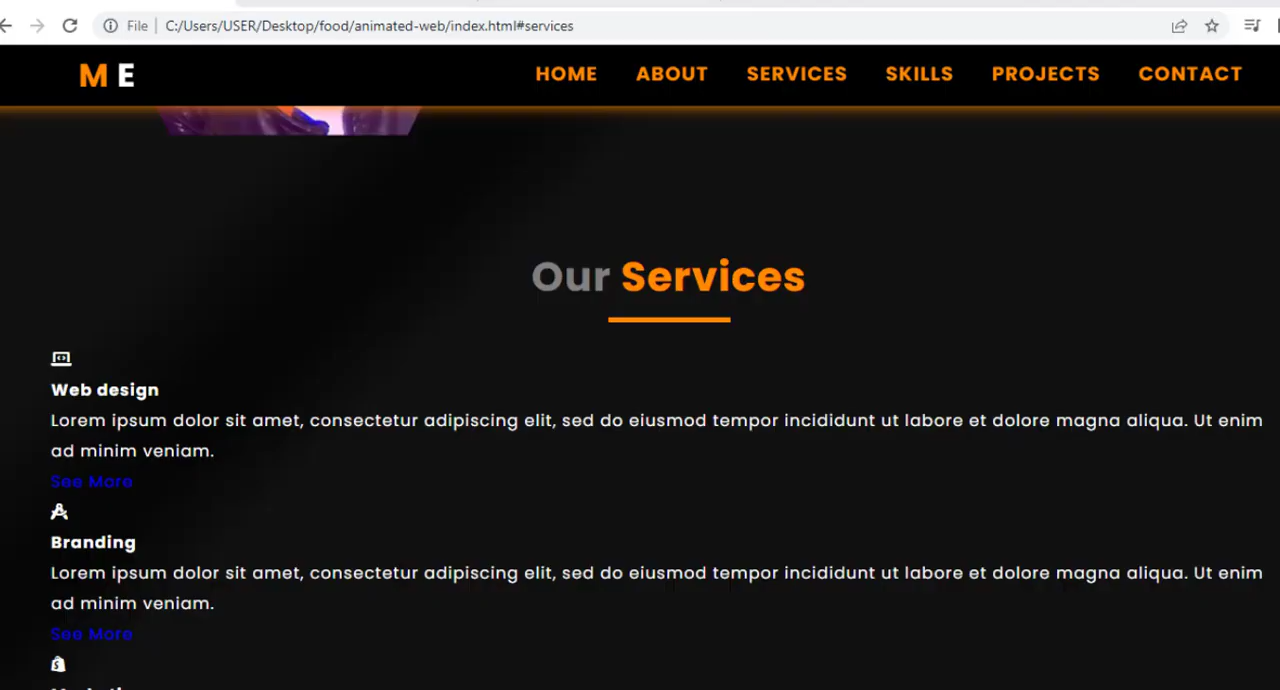 File | C:/Users/USER/Desktop/food/animated-web/index.html#services
M E
HOME ABOUT SERVICES SKILLS PROJECTS CONTACT
Our Services
Web design
Lorem ipsum dolor sit amet, consectetur adipiscing elit, sed do eiusmod tempor incididunt ut labore et dolore magna aliqua. Ut enim
ad minim veniam.
See More
Branding
Lorem ipsum dolor sit amet, consectetur adipiscing elit, sed do eiusmod tempor incididunt ut labore et dolore magna aliqua. Ut enim
ad minim veniam.
See More